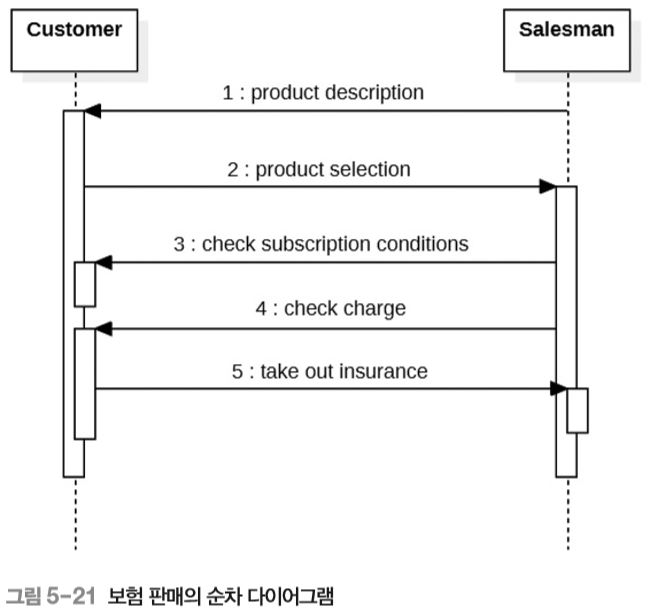 Customer
Salesman
1 : product description
2 : product selection
3 : check subscription conditions
4 : check charge
5 : take out insurance
그림 5-21 보험 판매의 순차 다이어그램